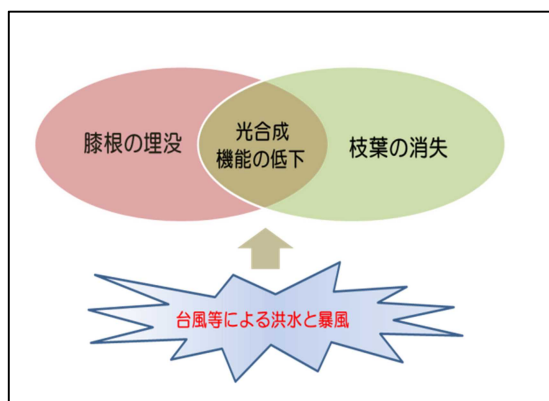 膝根の埋没
光合成
機能の低下
枝葉の消失
台風等による洪水と暴風